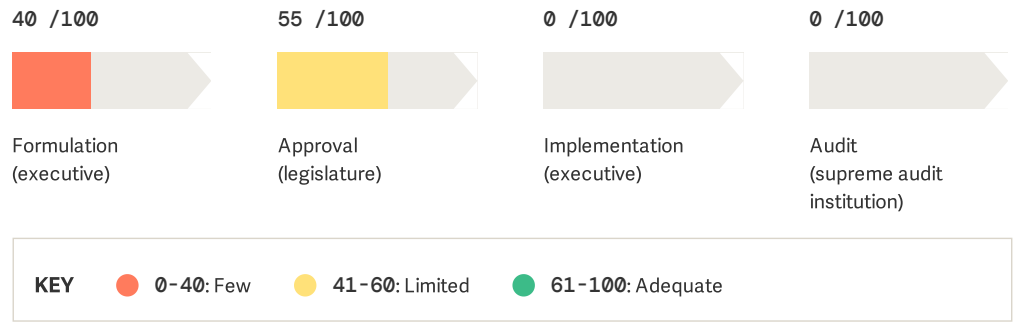 40 /100
55 /100
0 /100
0 /100
Formulation
(executive)
Approval
(legislature)
Implementation
(executive)
Audit
(supreme audit
institution)
KEY
0-40: Few
41-60: Limited
61-100: Adequate